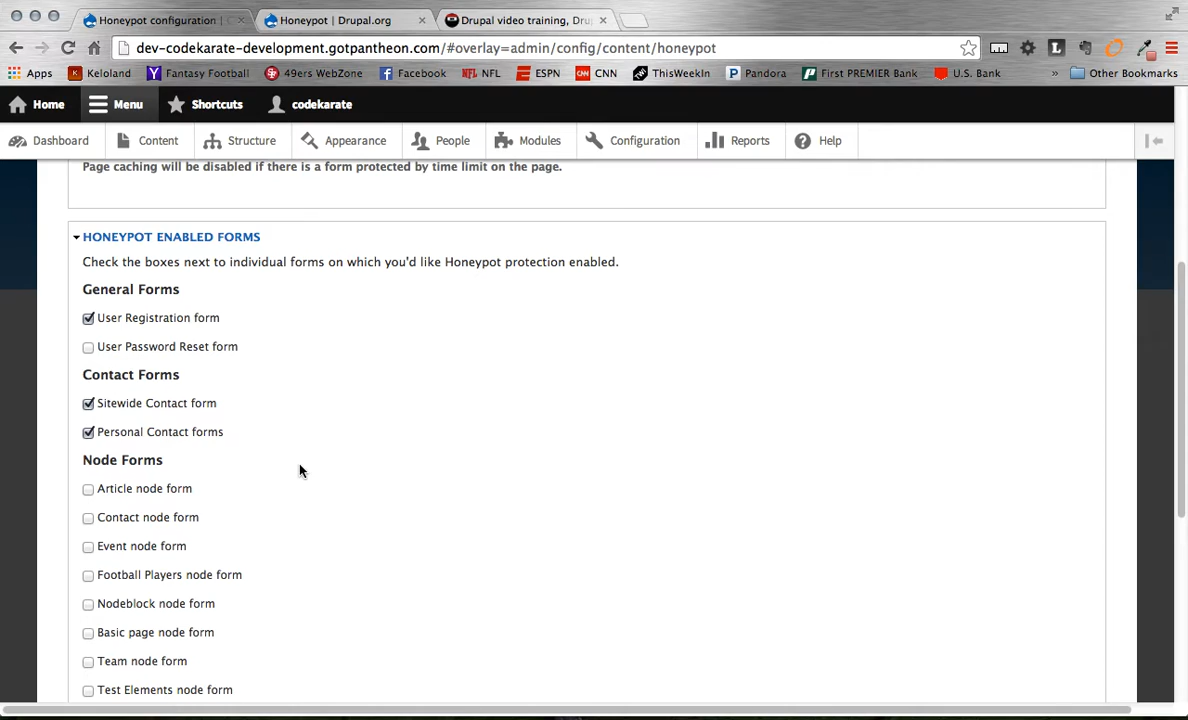 Honeypot configuration |
Honeypot | Drupal.org
Drupal video training, Dru
dev-codekarate-development.gotpantheon.com/#overlay=admin/config/content/honeypot
Apps Keloland Fantasy Football 49ers WebZone Facebook NFL ESPN CNN ThisWeekIn Pandora First PREMIER Bank U.S. Bank » Other Bookmarks
Home Menu Shortcuts codekarate
Dashboard Content Structure Appearance People Modules Configuration Reports Help
Page caching will be disabled if there is a form protected by time limit on the page.
HONEYPOT ENABLED FORMS
Check the boxes next to individual forms on which you'd like Honeypot protection enabled.
General Forms
User Registration form
User Password Reset form
Contact Forms
Sitewide Contact form
Personal Contact forms
Node Forms
Article node form
Contact node form
Event node form
Football Players node form
Nodeblock node form
Basic page node form
Team node form
Test Elements node form